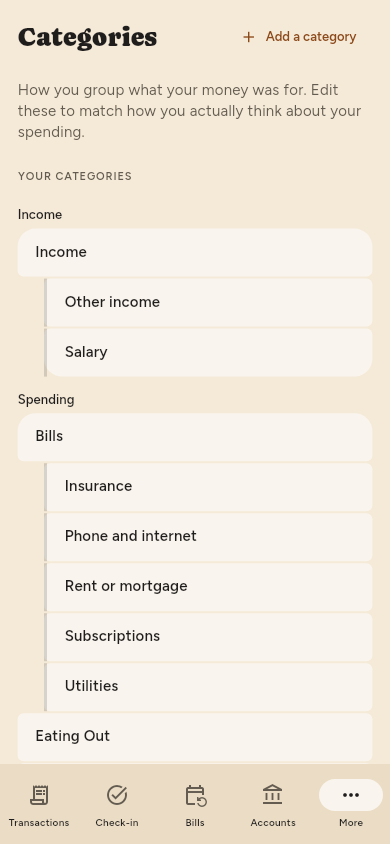 Categories
Add a category
How you group what your money was for. Edit
these to match how you actually think about your
spending.
YOUR CATEGORIES
Income
Income
Other income
Salary
Spending
Bills
Insurance
Phone and internet
Rent or mortgage
Subscriptions
Utilities
Eating Out
Transactions
Check-in
Bills
Accounts
More